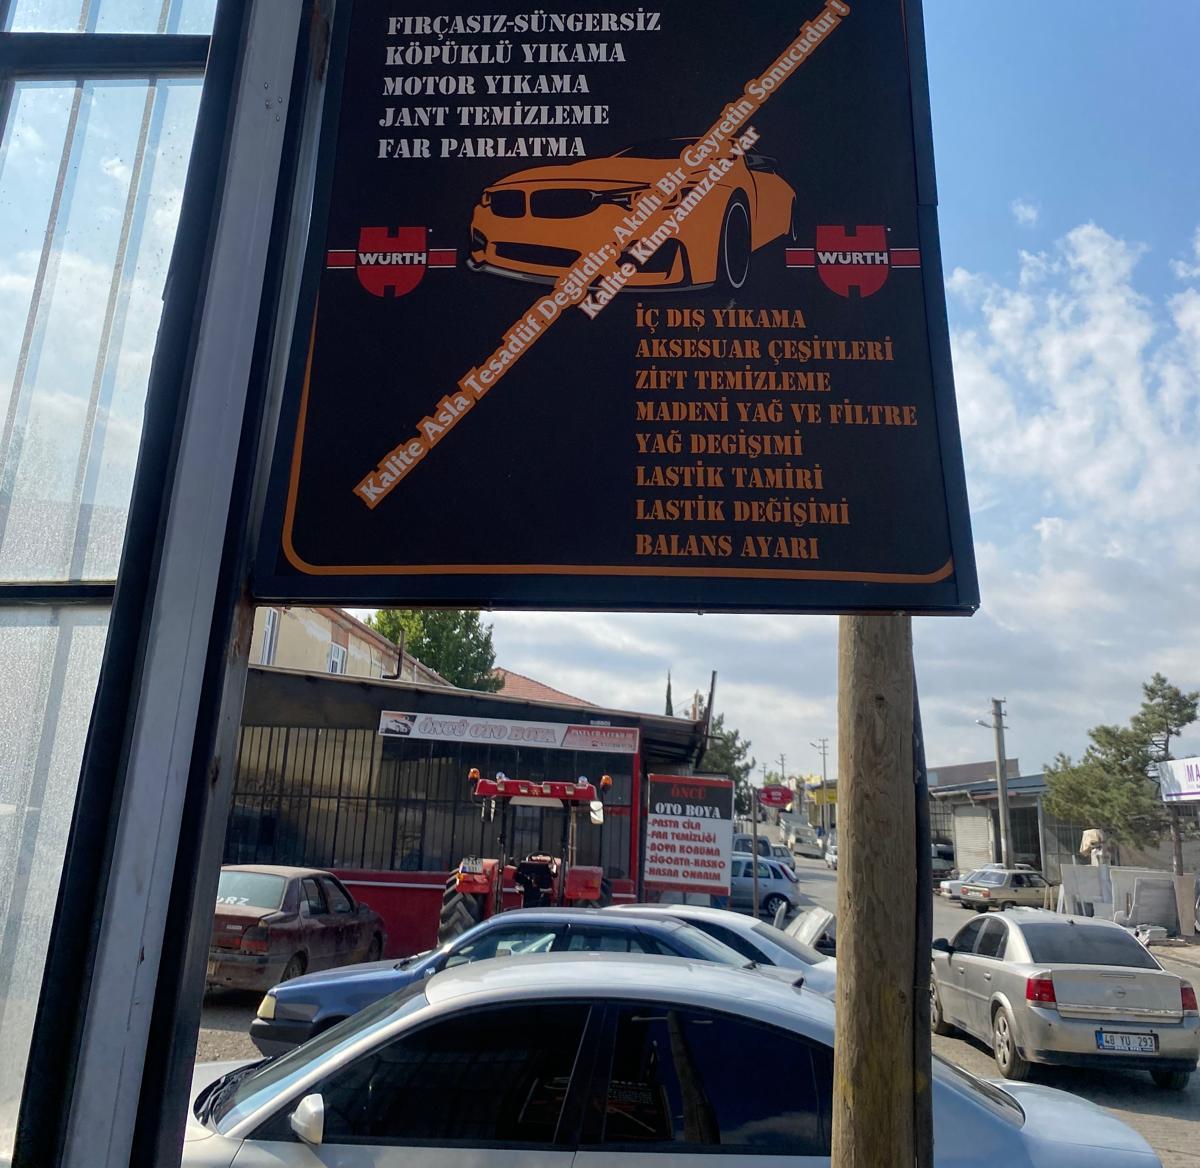 FIRÇASIZ-SÜNGERSİZ
KÖPÜKLÜ YIKAMA
MOTOR YIKAMA
JANT TEMİZLEME
FAR PARLATMA
Kalite Asla Tesadüf Değildir; Akıllı Bir Gayretin Sonucudur !
Kalite Kimyamızda var
WÜRTH
WÜRTH
İÇ DIŞ YIKAMA
AKSESUAR ÇEŞİTLERİ
ZİFT TEMİZLEME
MADENİ YAĞ VE FİLTRE
YAĞ DEGİŞIMİ
LASTİK TAMİRİ
LASTİK DEĞİŞİMİ
BALANS AYARI
ÖNCÜ OTO BOYA
ÖNCÜ
OTO BOYA
-PASTA CİLA
-FAR TEMİZLİĞİ
-BOYA KORUMA
-SİGORTA-KASKO
-HASAR ONARIM
MA
48 YU 293